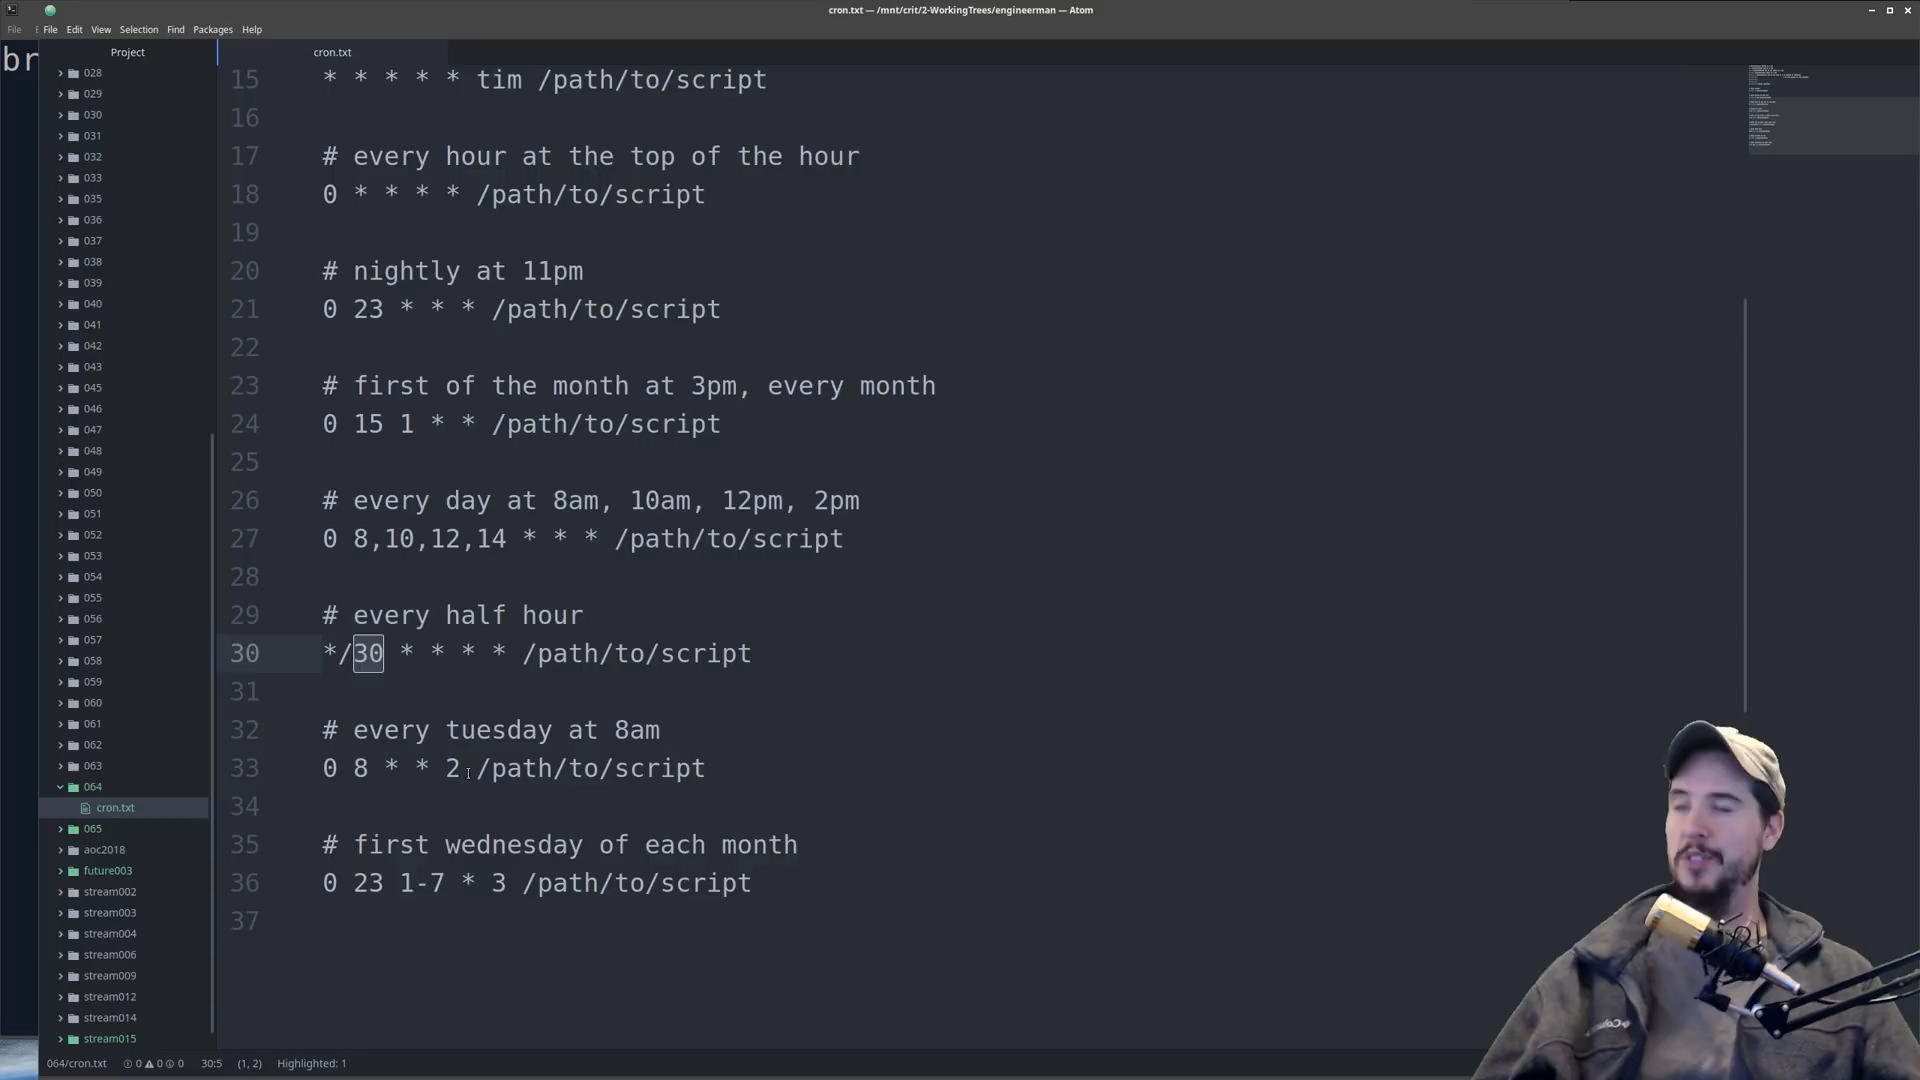 cron.txt — /mnt/crit/2-WorkingTrees/engineerman — Atom
File
File Edit View Selection Find Packages Help
br
Project
cron.txt
028
029
030
031
032
033
035
036
037
038
039
040
041
042
043
045
046
047
048
049
050
051
052
053
054
055
056
057
058
059
060
061
062
063
064
cron.txt
065
aoc2018
future003
stream002
stream003
stream004
stream006
stream009
stream012
stream014
stream015
15 * * * * * tim /path/to/script
16
17 # every hour at the top of the hour
18 0 * * * * /path/to/script
19
20 # nightly at 11pm
21 0 23 * * * /path/to/script
22
23 # first of the month at 3pm, every month
24 0 15 1 * * /path/to/script
25
26 # every day at 8am, 10am, 12pm, 2pm
27 0 8,10,12,14 * * * /path/to/script
28
29 # every half hour
30 */30 * * * * /path/to/script
31
32 # every tuesday at 8am
33 0 8 * * 2 /path/to/script
34
35 # first wednesday of each month
36 0 23 1-7 * 3 /path/to/script
37
064/cron.txt 0 0 0 30:5 (1, 2) Highlighted: 1